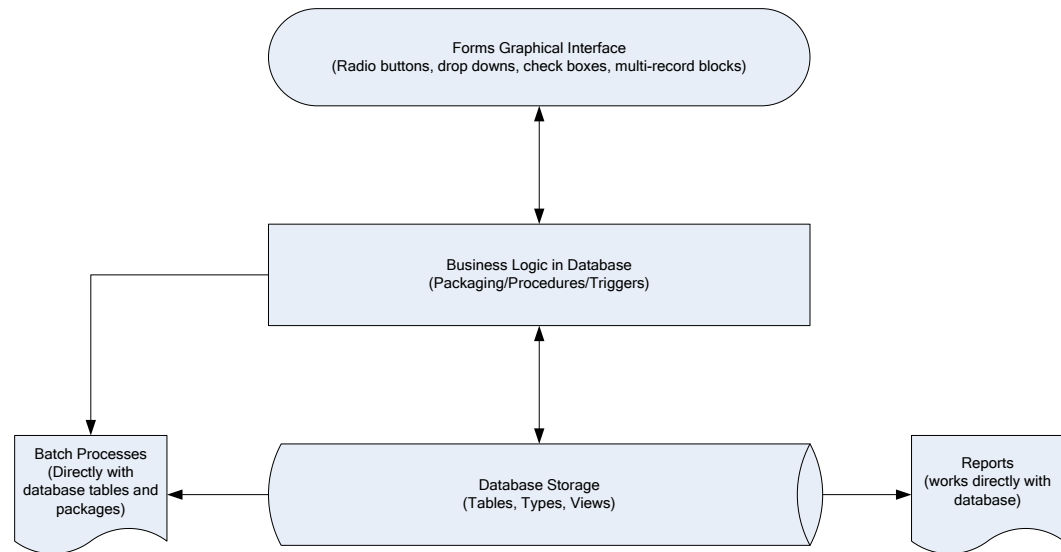 Forms Graphical Interface
(Radio buttons, drop downs, check boxes, multi-record blocks)
Business Logic in Database
(Packaging/Procedures/Triggers)
Batch Processes
(Directly with
database tables and
packages)
Database Storage
(Tables, Types, Views)
Reports
(works directly with
database)